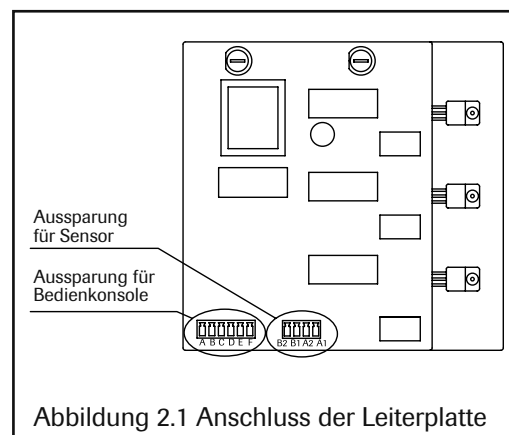 Aussparung
für Sensor
Aussparung für
Bedienkonsole
A B C D E F
B2 B1 A2 A1
Abbildung 2.1 Anschluss der Leiterplatte